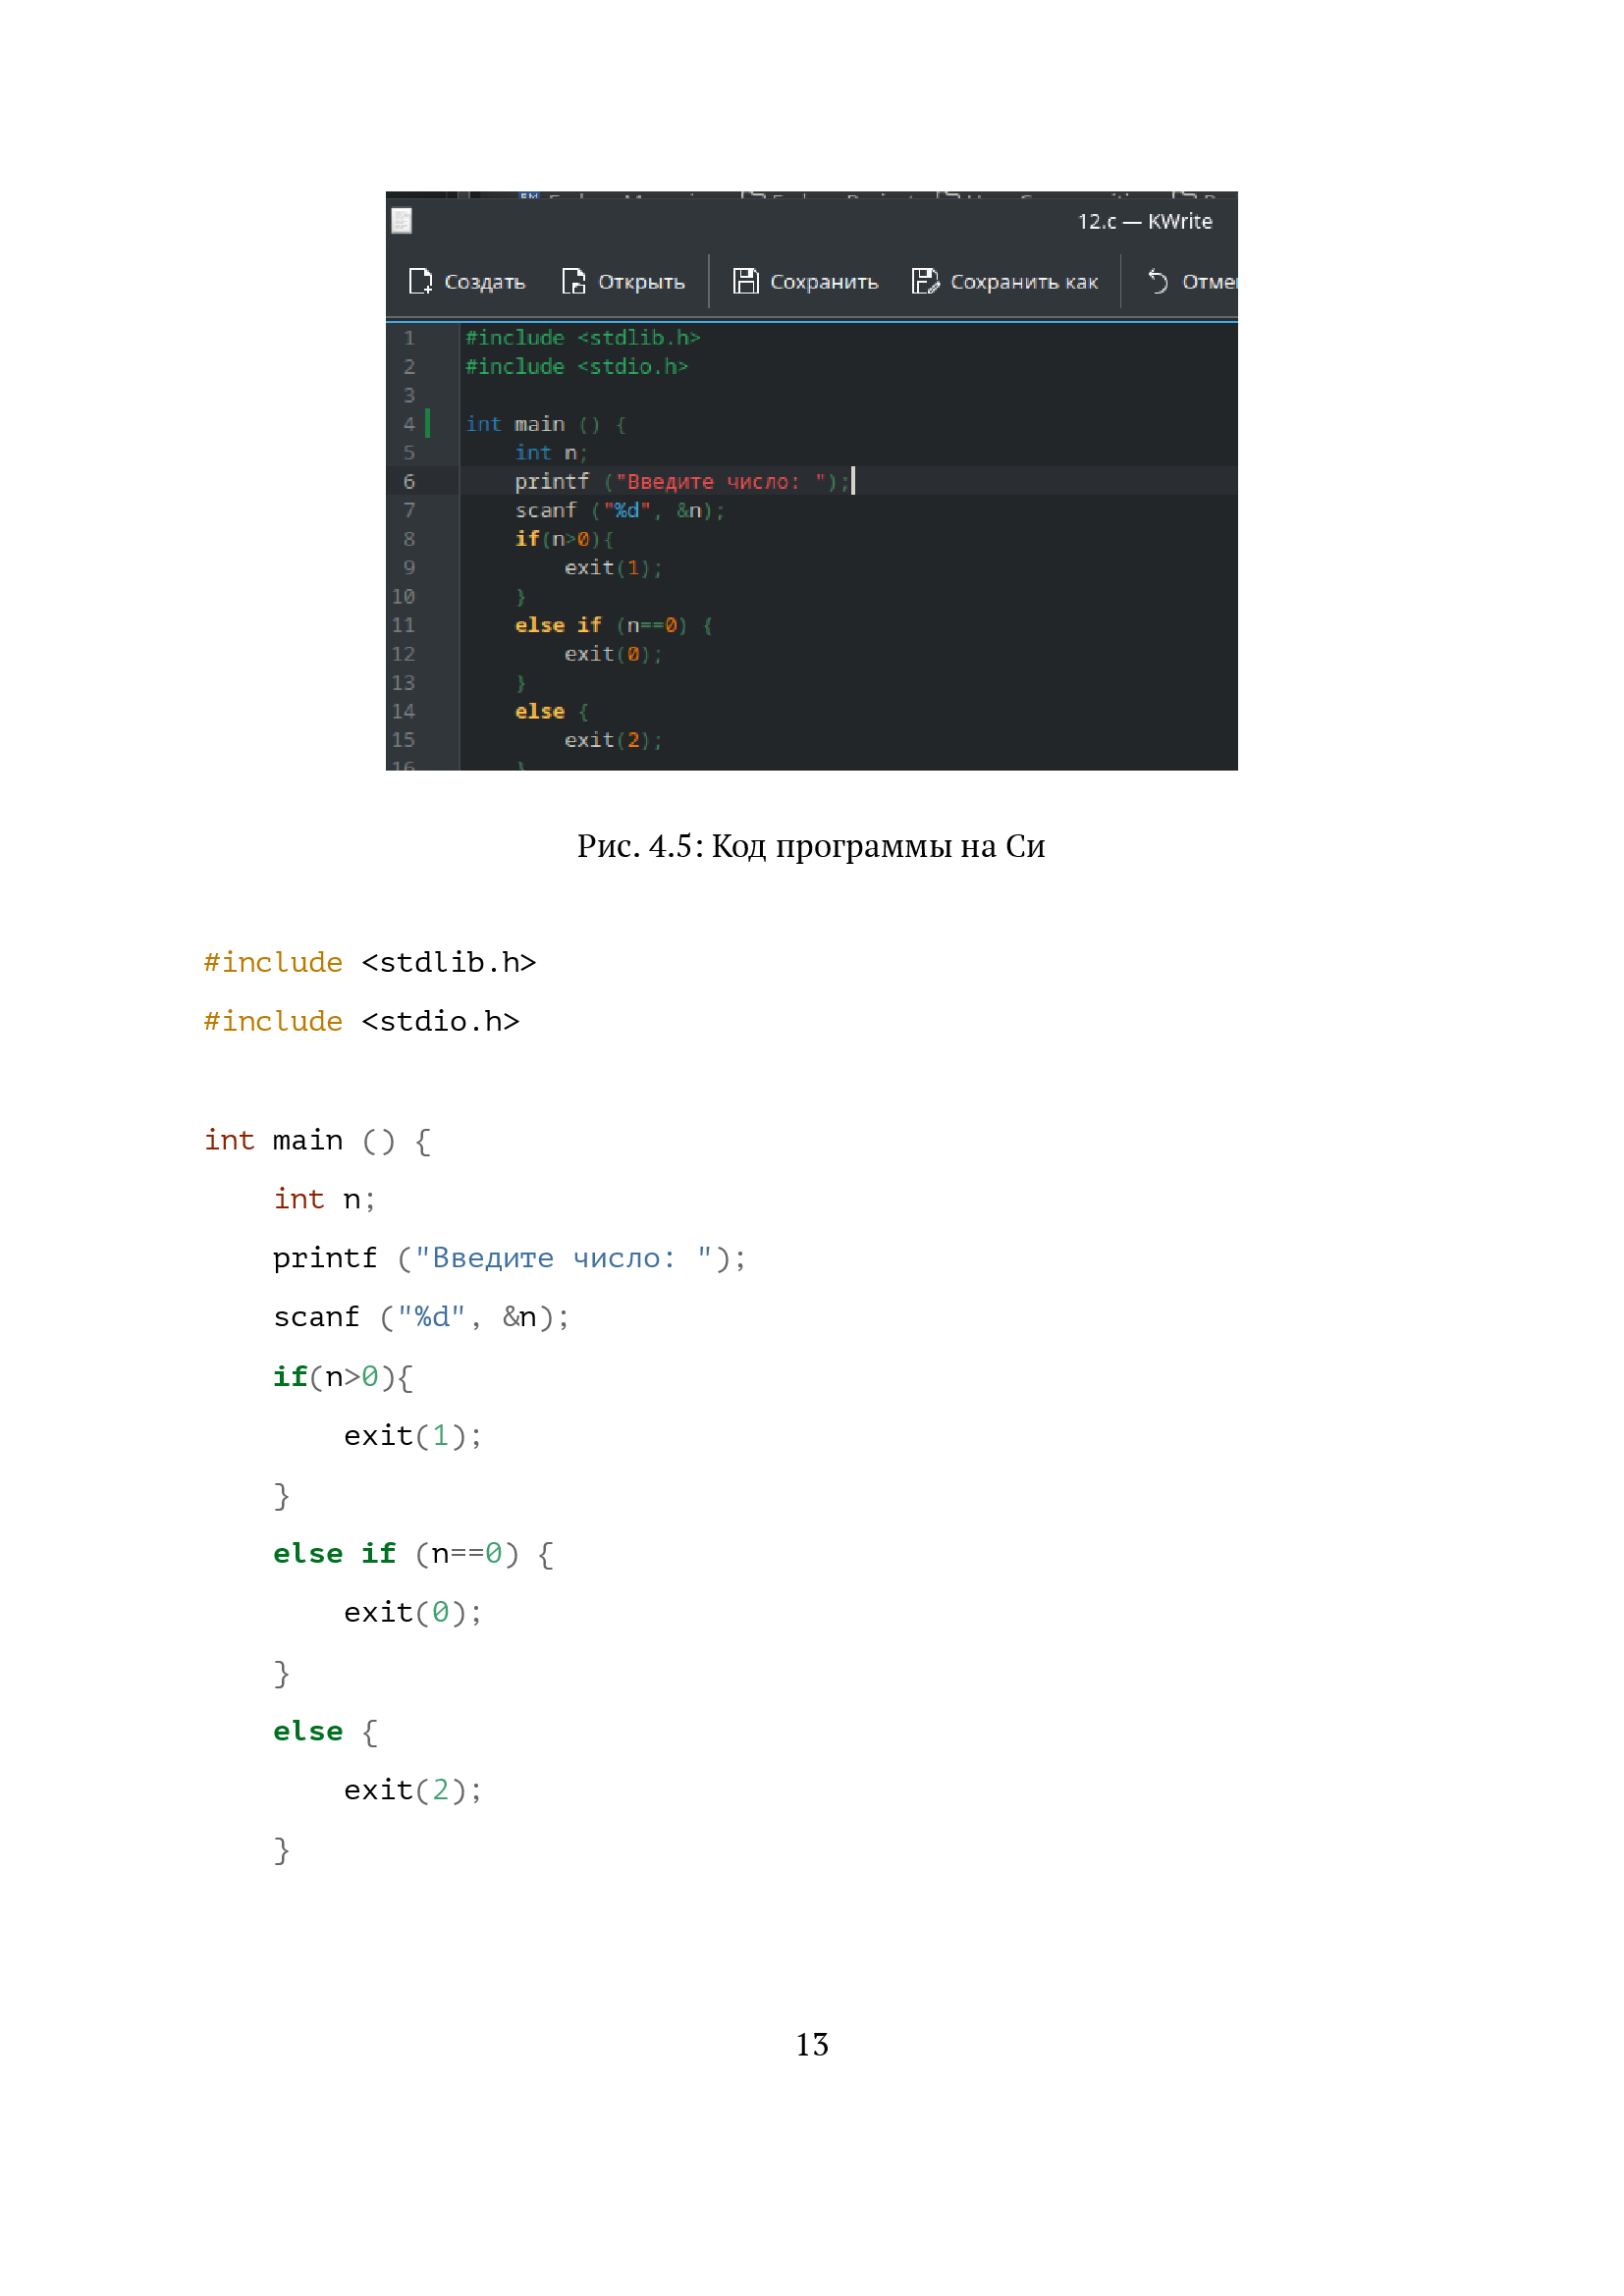 12.c — KWrite
Создать Открыть Сохранить Сохранить как
1 #include <stdlib.h>
2 #include <stdio.h>
3
4 int main () {
5     int n;
6     printf ("Введите число: ");
7     scanf ("%d", &n);
8     if(n>0){
9         exit(1);
10     }
11     else if (n==0) {
12         exit(0);
13     }
14     else {
15         exit(2);
16     }
Рис. 4.5: Код программы на Си
#include <stdlib.h>
#include <stdio.h>

int main () {
    int n;
    printf ("Введите число: ");
    scanf ("%d", &n);
    if(n>0){
        exit(1);
    }
    else if (n==0) {
        exit(0);
    }
    else {
        exit(2);
    }
13